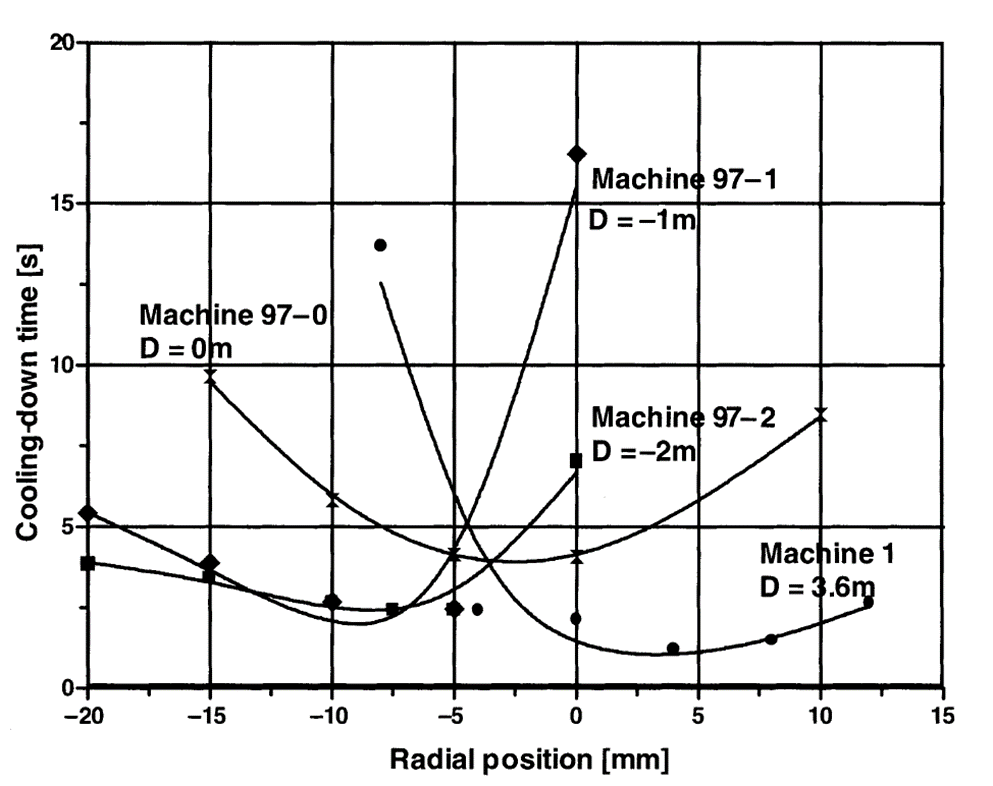 20
15
10
5
0
Cooling-down time [s]
Machine 97–1
D = –1m
Machine 97–0
D = 0m
Machine 97–2
D =–2m
Machine 1
D = 3.6m
–20 –15 –10 –5 0 5 10 15
Radial position [mm]